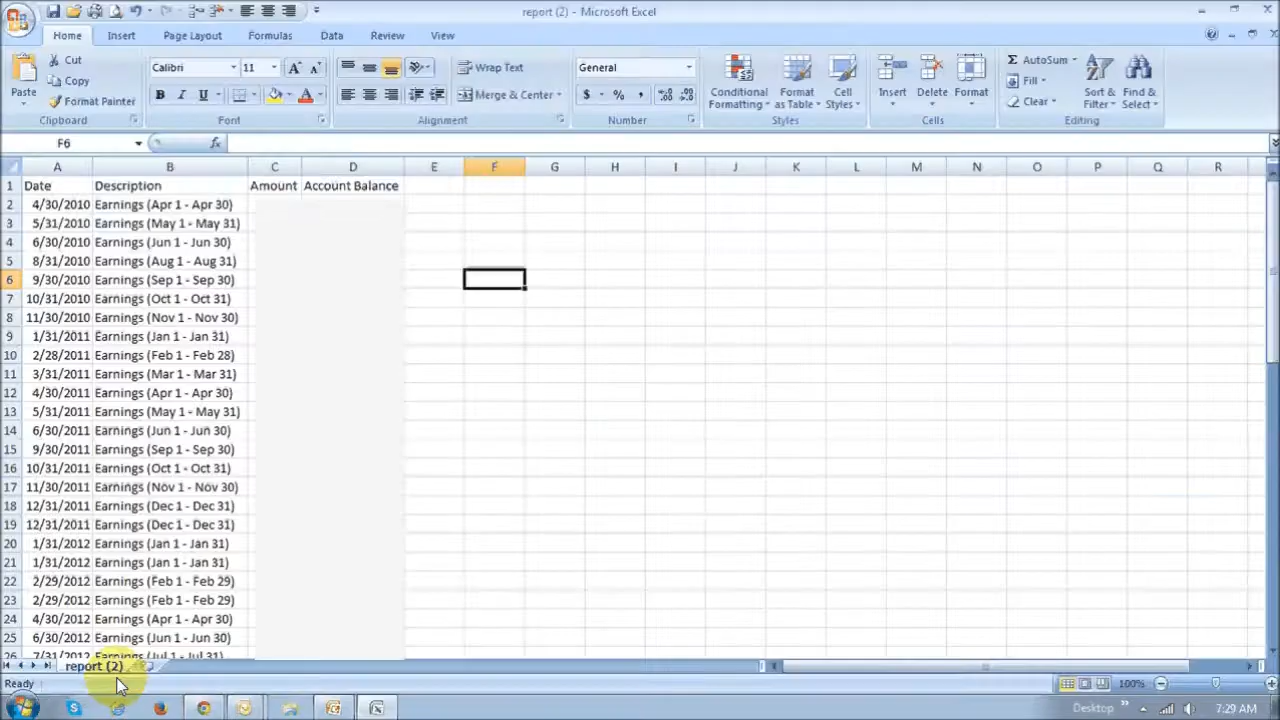 report (2) - Microsoft Excel
Home Insert Page Layout Formulas Data Review View
Paste
Cut
Copy
Format Painter
Clipboard
Calibri 11
B I U
Font
Wrap Text
Merge & Center
Alignment
General
$ % ,
Number
Conditional Formatting
Format as Table
Cell Styles
Styles
Insert Delete Format
Cells
Σ AutoSum
Fill
Clear
Sort & Filter
Find & Select
Editing
F6 fx
A B C D E F G H I J K L M N O P Q R
1 Date Description Amount Account Balance
2 4/30/2010 Earnings (Apr 1 - Apr 30)
3 5/31/2010 Earnings (May 1 - May 31)
4 6/30/2010 Earnings (Jun 1 - Jun 30)
5 8/31/2010 Earnings (Aug 1 - Aug 31)
6 9/30/2010 Earnings (Sep 1 - Sep 30)
7 10/31/2010 Earnings (Oct 1 - Oct 31)
8 11/30/2010 Earnings (Nov 1 - Nov 30)
9 1/31/2011 Earnings (Jan 1 - Jan 31)
10 2/28/2011 Earnings (Feb 1 - Feb 28)
11 3/31/2011 Earnings (Mar 1 - Mar 31)
12 4/30/2011 Earnings (Apr 1 - Apr 30)
13 5/31/2011 Earnings (May 1 - May 31)
14 6/30/2011 Earnings (Jun 1 - Jun 30)
15 9/30/2011 Earnings (Sep 1 - Sep 30)
16 10/31/2011 Earnings (Oct 1 - Oct 31)
17 11/30/2011 Earnings (Nov 1 - Nov 30)
18 12/31/2011 Earnings (Dec 1 - Dec 31)
19 12/31/2011 Earnings (Dec 1 - Dec 31)
20 1/31/2012 Earnings (Jan 1 - Jan 31)
21 1/31/2012 Earnings (Jan 1 - Jan 31)
22 2/29/2012 Earnings (Feb 1 - Feb 29)
23 2/29/2012 Earnings (Feb 1 - Feb 29)
24 4/30/2012 Earnings (Apr 1 - Apr 30)
25 6/30/2012 Earnings (Jun 1 - Jun 30)
26 7/31/2012 Earnings (Jul 1 - Jul 31)
report (2)
Ready 100%
Desktop 7:29 AM